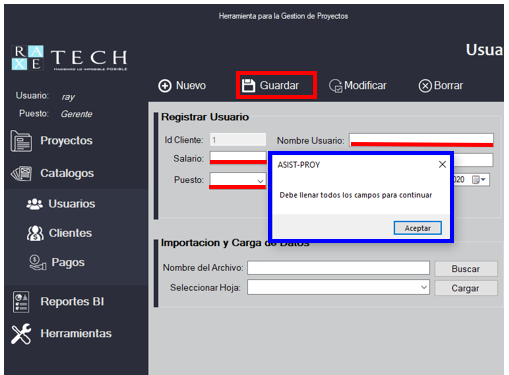 Herramienta para la Gestion de Proyectos
RAXE TECH
HACIENDO LO IMPOSIBLE POSIBLE
Usua
Usuario: ray
Puesto: Gerente
Nuevo Guardar Modificar Borrar
Proyectos
Catalogos
Usuarios
Clientes
Pagos
Reportes BI
Herramientas
Registrar Usuario
Id Cliente: 1 Nombre Usuario:
Salario:
Puesto: 020
ASIST-PROY
Debe llenar todos los campos para continuar
Aceptar
Importacion y Carga de Datos
Nombre del Archivo: Buscar
Seleccionar Hoja: Cargar